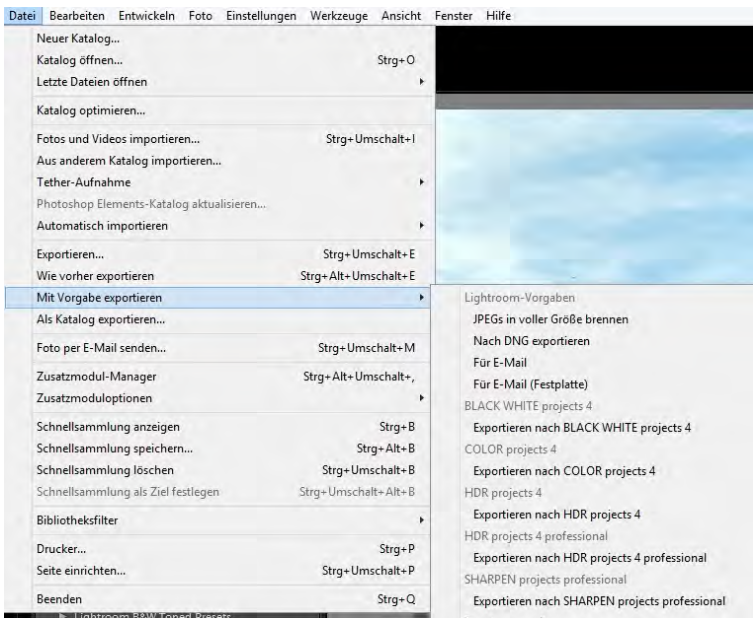 Datei Bearbeiten Entwickeln Foto Einstellungen Werkzeuge Ansicht Fenster Hilfe
Neuer Katalog...
Katalog öffnen... Strg+O
Letzte Dateien öffnen
Katalog optimieren...
Fotos und Videos importieren... Strg+Umschalt+I
Aus anderem Katalog importieren...
Tether-Aufnahme
Photoshop Elements-Katalog aktualisieren...
Automatisch importieren
Exportieren... Strg+Umschalt+E
Wie vorher exportieren Strg+Alt+Umschalt+E
Mit Vorgabe exportieren
Als Katalog exportieren...
Foto per E-Mail senden... Strg+Umschalt+M
Zusatzmodul-Manager Strg+Alt+Umschalt+,
Zusatzmoduloptionen
Schnellsammlung anzeigen Strg+B
Schnellsammlung speichern... Strg+Alt+B
Schnellsammlung löschen Strg+Umschalt+B
Schnellsammlung als Ziel festlegen Strg+Umschalt+Alt+B
Bibliotheksfilter
Drucker... Strg+P
Seite einrichten... Strg+Umschalt+P
Beenden Strg+Q
Lightroom B&W Toned Presets
Lightroom-Vorgaben
JPEGs in voller Größe brennen
Nach DNG exportieren
Für E-Mail
Für E-Mail (Festplatte)
BLACK WHITE projects 4
Exportieren nach BLACK WHITE projects 4
COLOR projects 4
Exportieren nach COLOR projects 4
HDR projects 4
Exportieren nach HDR projects 4
HDR projects 4 professional
Exportieren nach HDR projects 4 professional
SHARPEN projects professional
Exportieren nach SHARPEN projects professional